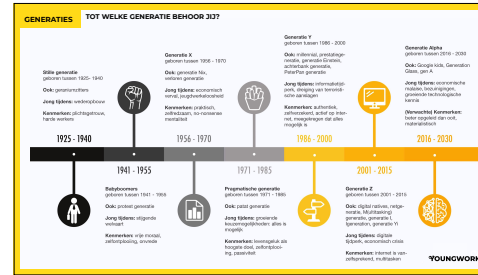 GENERATIES
TOT WELKE GENERATIE BEHOOR JIJ?
Stille generatie
geboren tussen 1925- 1940
Ook: geraniumzitters
Jong tijdens: wederopbouw
Kenmerken: plichtsgetrouw,
harde werkers
Generatie X
geboren tussen 1956 - 1970
Ook: generatie Nix,
verloren generatie
Jong tijdens: economisch
verval, jeugdwerkloosheid
Kenmerken: praktisch,
zelfredzaam, no-nonsense
mentaliteit
Generatie Y
geboren tussen 1986 - 2000
Ook: millennial, prestatiege-
neratie, generatie Einstein,
achterbank generatie,
PeterPan generatie
Jong tijdens: informatietijd-
perk, dreiging van terroristi-
sche aanslagen
Kenmerken: authentiek,
zelfverzekerd, actief op inter-
net, meegekregen dat alles
mogelijk is
Generatie Alpha
geboren tussen 2016 - 2030
Ook: Google kids, Generation
Glass, gen A
Jong tijdens: economische
malaise, bezuinigingen,
groeiende technologische
kennis
(Verwachte) Kenmerken:
beter opgeleid dan ooit,
materialistisch
1925 - 1940
1956 - 1970
1986 - 2000
2016 - 2030
1941 - 1955
1971 - 1985
2001 - 2015
Babyboomers
geboren tussen 1941 - 1955
Ook: protest generatie
Jong tijdens: stijgende
welvaart
Kenmerken: vrije moraal,
zelfontplooiing, onvrede
Pragmatische generatie
geboren tussen 1971 - 1985
Ook: patat generatie
Jong tijdens: groeiende
keuzemogelijkheden: alles is
mogelijk
Kenmerken: levensgeluk als
hoogste doel, zelfontplooi-
ing, passiviteit
Generatie Z
geboren tussen 2001 - 2015
Ook: digital natives, netge-
neratie, M(ultitasking)
generatie, generatie I,
Igeneration, generatie Yi
Jong tijdens: digitale
tijdperk, economisch crisis
Kenmerken: internet is van-
zelfsprekend, multitasken
YOUNGWORKS